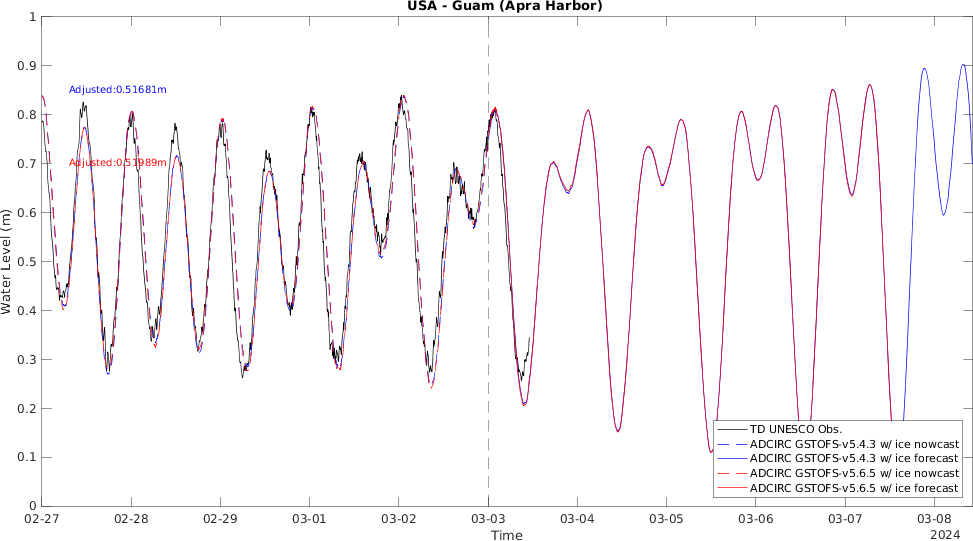 USA - Guam (Apra Harbor)
1
0.9
0.8
0.7
0.6
0.5
0.4
0.3
0.2
0.1
0
Water Level (m)
Adjusted:0.51681m
Adjusted:0.51989m
TD UNESCO Obs.
ADCIRC GSTOFS-v5.4.3 w/ ice nowcast
ADCIRC GSTOFS-v5.4.3 w/ ice forecast
ADCIRC GSTOFS-v5.6.5 w/ ice nowcast
ADCIRC GSTOFS-v5.6.5 w/ ice forecast
02-27 02-28 02-29 03-01 03-02 03-03 03-04 03-05 03-06 03-07 03-08
Time
2024